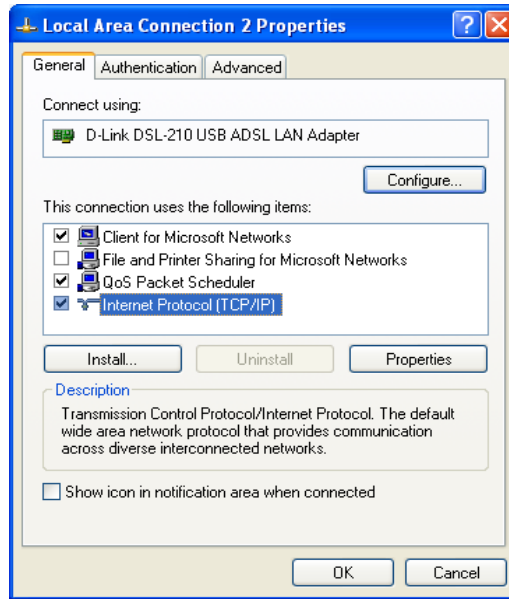 Local Area Connection 2 Properties
General Authentication Advanced
Connect using:
D-Link DSL-210 USB ADSL LAN Adapter
Configure...
This connection uses the following items:
Client for Microsoft Networks
File and Printer Sharing for Microsoft Networks
QoS Packet Scheduler
Internet Protocol (TCP/IP)
Install... Uninstall Properties
Description
Transmission Control Protocol/Internet Protocol. The default
wide area network protocol that provides communication
across diverse interconnected networks.
Show icon in notification area when connected
OK Cancel